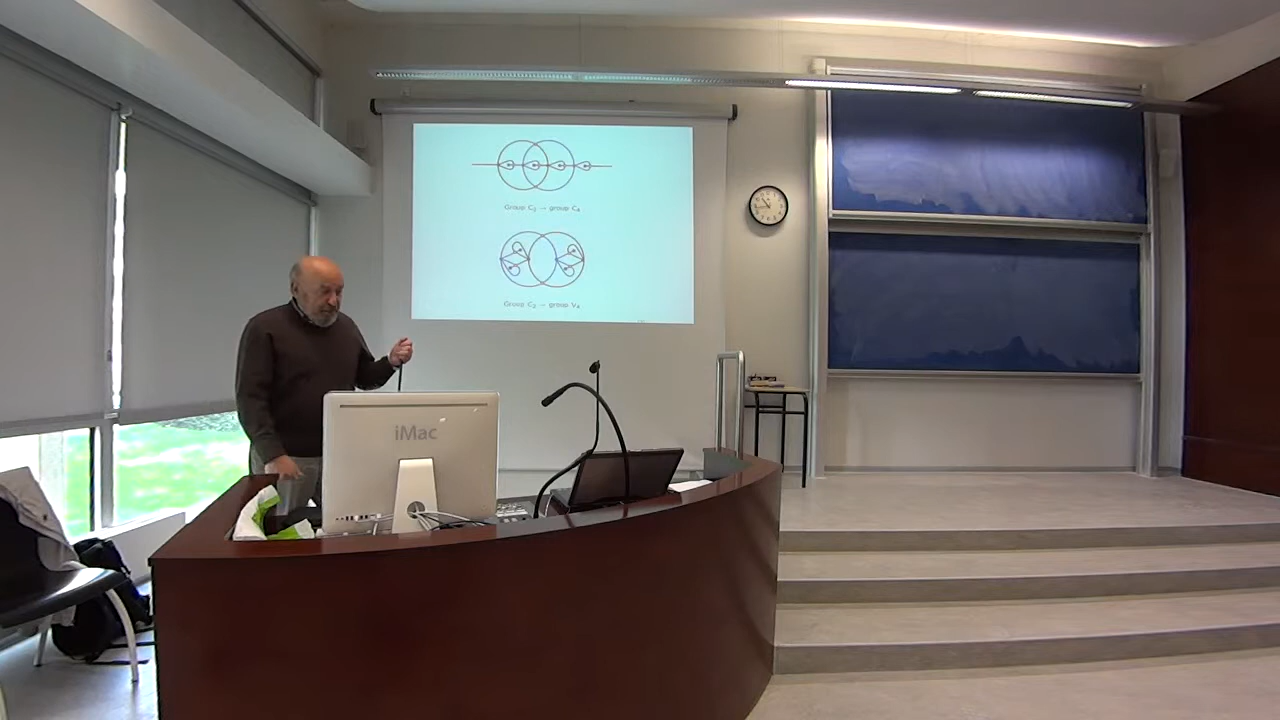 Group C₂ → group C₄
Group C₂ → group V₄
iMac